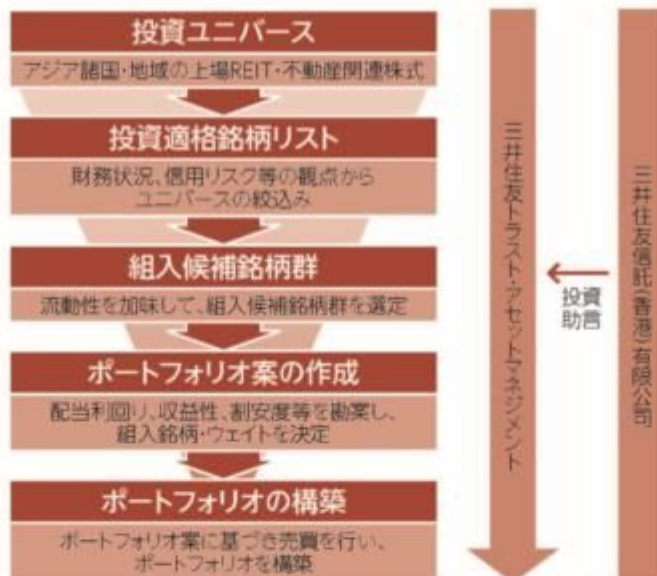 投資ユニバース
アジア諸国・地域の上場REIT・不動産関連株式
投資適格銘柄リスト
財務状況、信用リスク等の観点から
ユニバースの絞込み
組入候補銘柄群
流動性を加味して、組入候補銘柄群を選定
ポートフォリオ案の作成
配当利回り、収益性、割安度等を勘案し、
組入銘柄・ウェイトを決定
ポートフォリオの構築
ポートフォリオ案に基づき売買を行い、
ポートフォリオを構築
三井住友トラスト・アセットマネジメント
投資
助言
三井住友信託(香港)有限公司